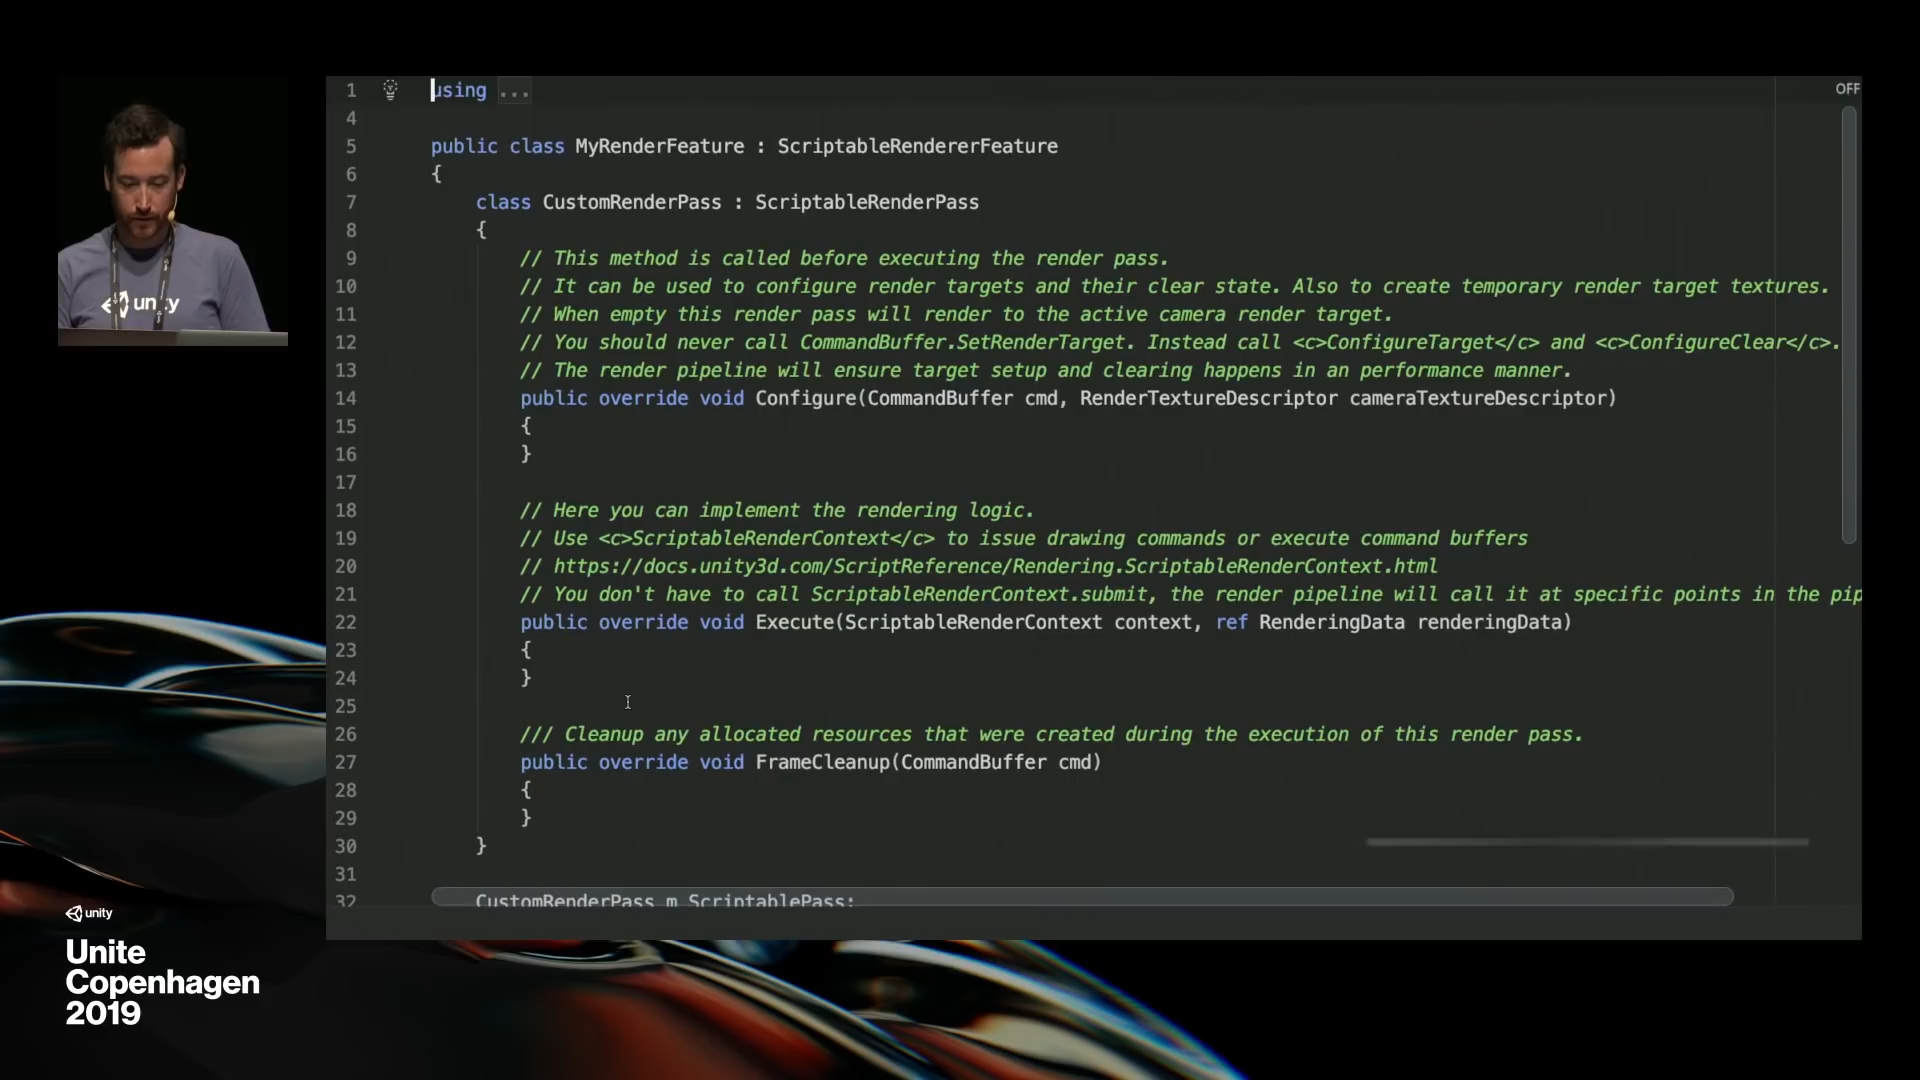 1 using ...
4
5 public class MyRenderFeature : ScriptableRendererFeature
6 {
7 class CustomRenderPass : ScriptableRenderPass
8 {
9 // This method is called before executing the render pass.
10 // It can be used to configure render targets and their clear state. Also to create temporary render target textures.
11 // When empty this render pass will render to the active camera render target.
12 // You should never call CommandBuffer.SetRenderTarget. Instead call <c>ConfigureTarget</c> and <c>ConfigureClear</c>.
13 // The render pipeline will ensure target setup and clearing happens in an performance manner.
14 public override void Configure(CommandBuffer cmd, RenderTextureDescriptor cameraTextureDescriptor)
15 {
16 }
17
18 // Here you can implement the rendering logic.
19 // Use <c>ScriptableRenderContext</c> to issue drawing commands or execute command buffers
20 // https://docs.unity3d.com/ScriptReference/Rendering.ScriptableRenderContext.html
21 // You don't have to call ScriptableRenderContext.submit, the render pipeline will call it at specific points in the pip
22 public override void Execute(ScriptableRenderContext context, ref RenderingData renderingData)
23 {
24 }
25
26 /// Cleanup any allocated resources that were created during the execution of this render pass.
27 public override void FrameCleanup(CommandBuffer cmd)
28 {
29 }
30 }
31
32 CustomRenderPass m_ScriptablePass;
OFF
unity
unity
Unite
Copenhagen
2019